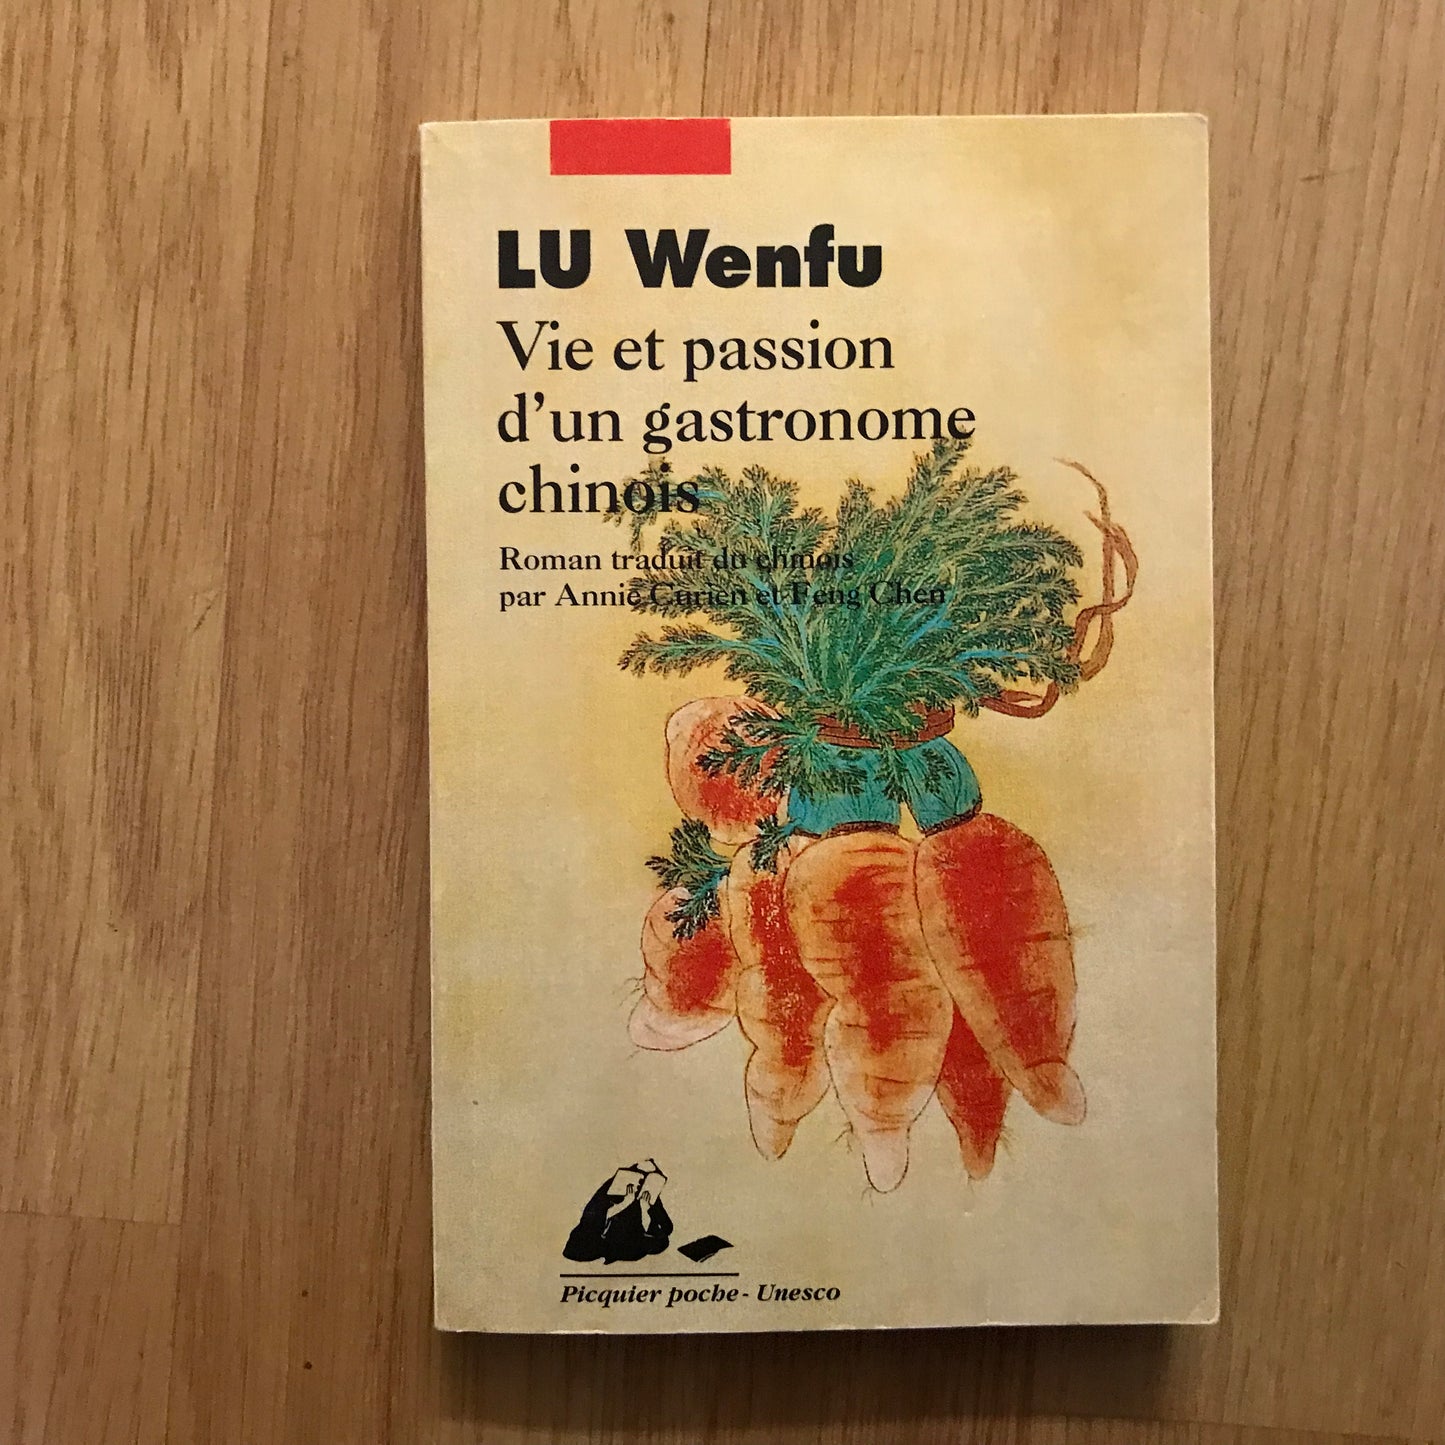 LU Wenfu
Vie et passion
d'un gastronome
chinois
Roman traduit du chinois
par Annie Curien et Feng Chen
Picquier poche - Unesco